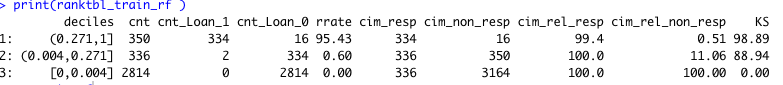 > print(ranktbl_train_rf )
deciles cnt cnt_Loan_1 cnt_Loan_0 rrate cim_resp cim_non_resp cim_rel_resp cim_rel_non_resp KS
1: (0.271,1] 350 334 16 95.43 334 16 99.4 0.51 98.89
2: (0.004,0.271] 336 2 334 0.60 336 350 100.0 11.06 88.94
3: [0,0.004] 2814 0 2814 0.00 336 3164 100.0 100.00 0.00